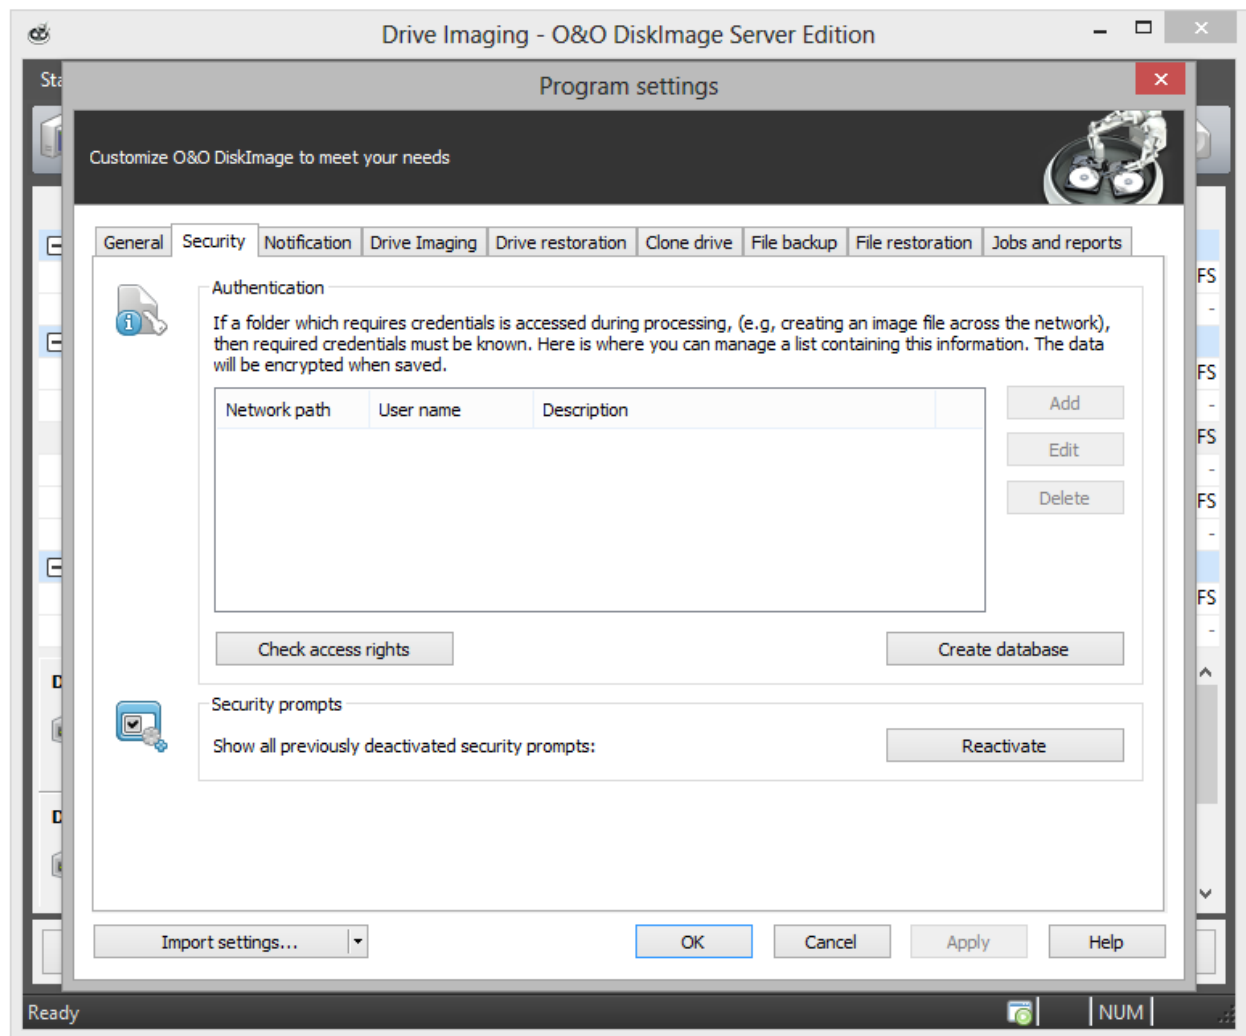 Drive Imaging - O&O DiskImage Server Edition
Program settings
Customize O&O DiskImage to meet your needs
General Security Notification Drive Imaging Drive restoration Clone drive File backup File restoration Jobs and reports
Authentication
If a folder which requires credentials is accessed during processing, (e.g, creating an image file across the network),
then required credentials must be known. Here is where you can manage a list containing this information. The data
will be encrypted when saved.
Network path User name Description
Add
Edit
Delete
Check access rights Create database
Security prompts
Show all previously deactivated security prompts: Reactivate
Import settings... OK Cancel Apply Help
Ready NUM